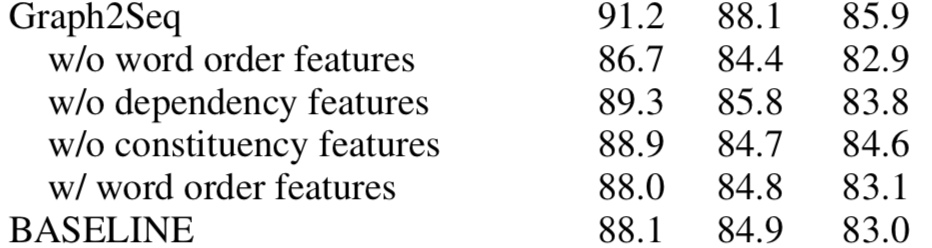 Graph2Seq 91.2 88.1 85.9
w/o word order features 86.7 84.4 82.9
w/o dependency features 89.3 85.8 83.8
w/o constituency features 88.9 84.7 84.6
w/ word order features 88.0 84.8 83.1
BASELINE 88.1 84.9 83.0